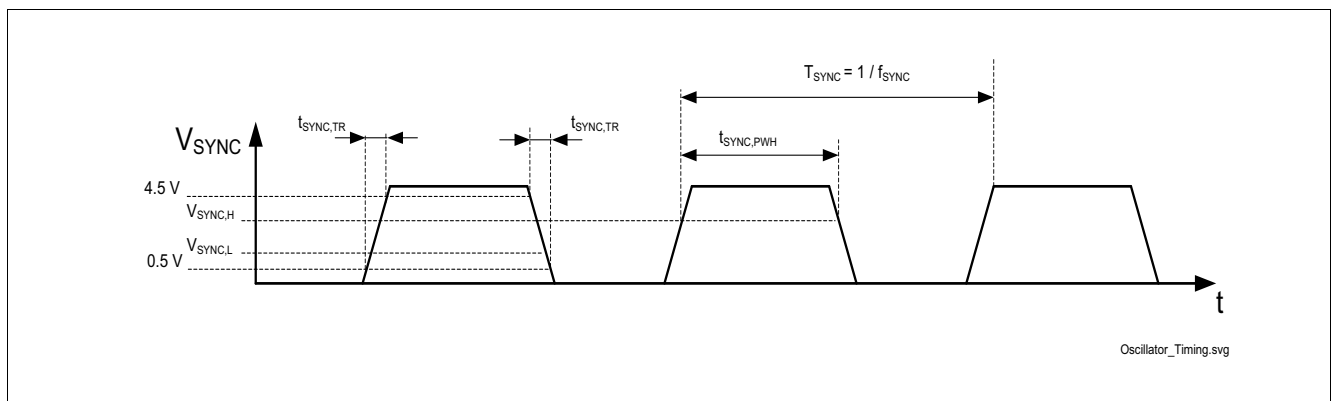 T_SYNC = 1 / f_SYNC
t_SYNC,TR
t_SYNC,TR
t_SYNC,PWH
V_SYNC
4.5 V
V_SYNC,H
V_SYNC,L
0.5 V
t
Oscillator_Timing.svg